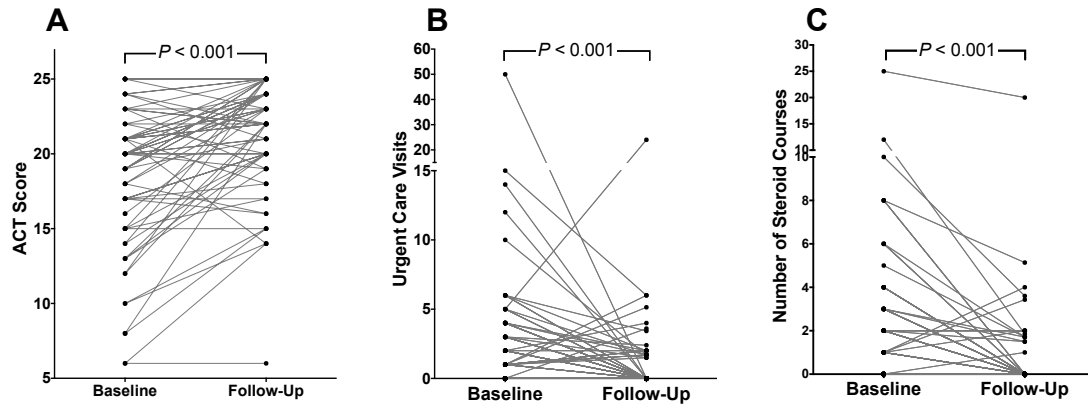 A
P < 0.001
ACT Score
25
20
15
10
5
Baseline
Follow-Up
B
P < 0.001
Urgent Care Visits
60
50
40
30
20
15
10
5
0
Baseline
Follow-Up
C
P < 0.001
Number of Steroid Courses
30
25
20
15
10
10
8
6
4
2
0
Baseline
Follow-Up